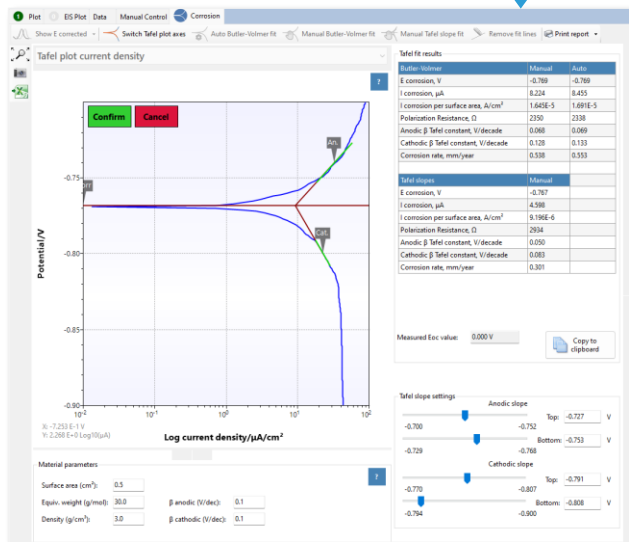 1 Plot EIS Plot Data Manual Control Corrosion
Show E corrected Switch Tafel plot axes Auto Butler-Volmer fit Manual Butler-Volmer fit Manual Tafel slope fit Remove fit lines Print report
Tafel plot current density
?
Confirm Cancel
An.
orr
Cat.
Potential/V
-0.75
-0.80
-0.85
-0.90
10-2 10-1 100 101 102
X: -7.253 E-1 V
Y: 2.268 E+0 Log10(µA)
Log current density/µA/cm²
Material parameters
?
Surface area (cm²): 0.5
Equiv. weight (g/mol): 30.0 β anodic (V/dec): 0.1
Density (g/cm³): 3.0 β cathodic (V/dec): 0.1
Tafel fit results
Butler-Volmer Manual Auto
E corrosion, V -0.769 -0.769
I corrosion, µA 8.224 8.455
I corrosion per surface area, A/cm² 1.645E-5 1.691E-5
Polarization Resistance, Ω 2350 2338
Anodic β Tafel constant, V/decade 0.068 0.069
Cathodic β Tafel constant, V/decade 0.128 0.133
Corrosion rate, mm/year 0.538 0.553
Tafel slopes Manual
E corrosion, V -0.767
I corrosion, µA 4.598
I corrosion per surface area, A/cm² 9.196E-6
Polarization Resistance, Ω 2934
Anodic β Tafel constant, V/decade 0.050
Cathodic β Tafel constant, V/decade 0.083
Corrosion rate, mm/year 0.301
Measured Eoc value: 0.000 V
Copy to
clipboard
Tafel slope settings
Anodic slope
Top: -0.727 V
-0.700 -0.752
Bottom: -0.753 V
-0.729 -0.768
Cathodic slope
Top: -0.791 V
-0.770 -0.807
Bottom: -0.808 V
-0.794 -0.900